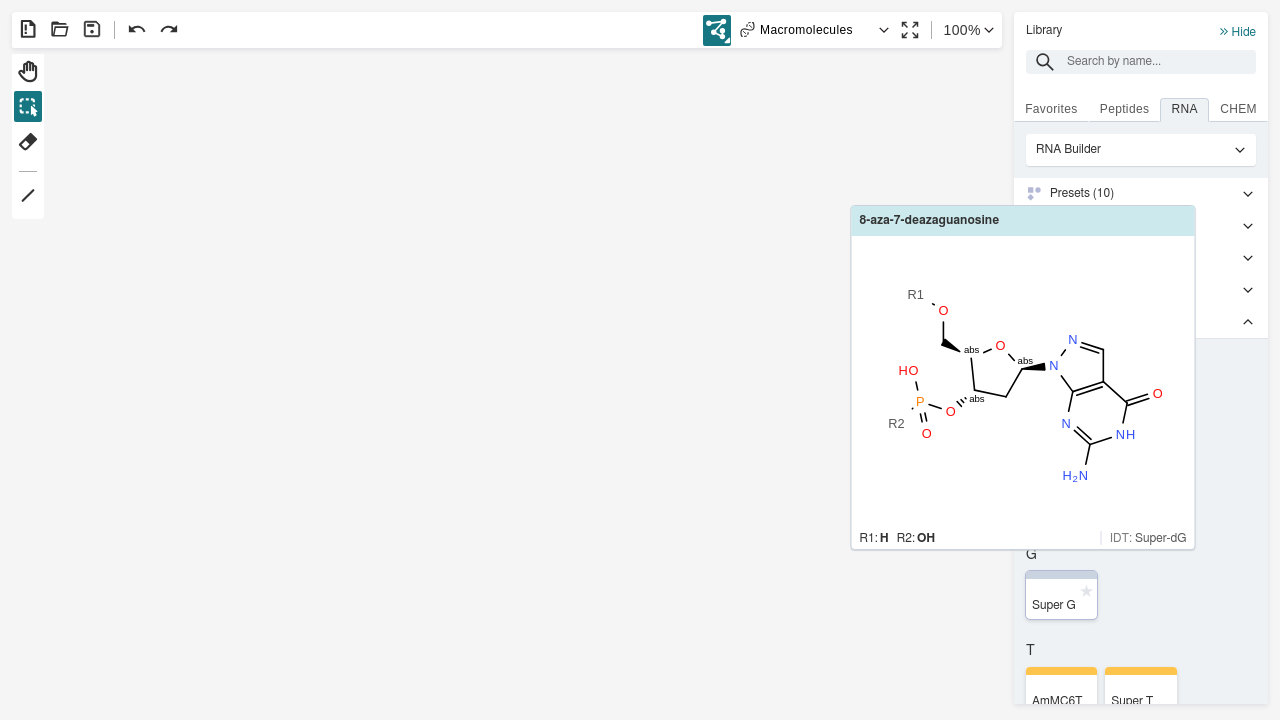 Macromolecules
100%
Library
Hide
Search by name...
Favorites
Peptides
RNA
CHEM
RNA Builder
Presets (10)
8-aza-7-deazaguanosine
R1
O
abs
O
abs
N
N
HO
P
O
abs
R2
O
O
N
NH
H2N
R1: H R2: OH
IDT: Super-dG
G
Super G
T
AmMC6T
Super T